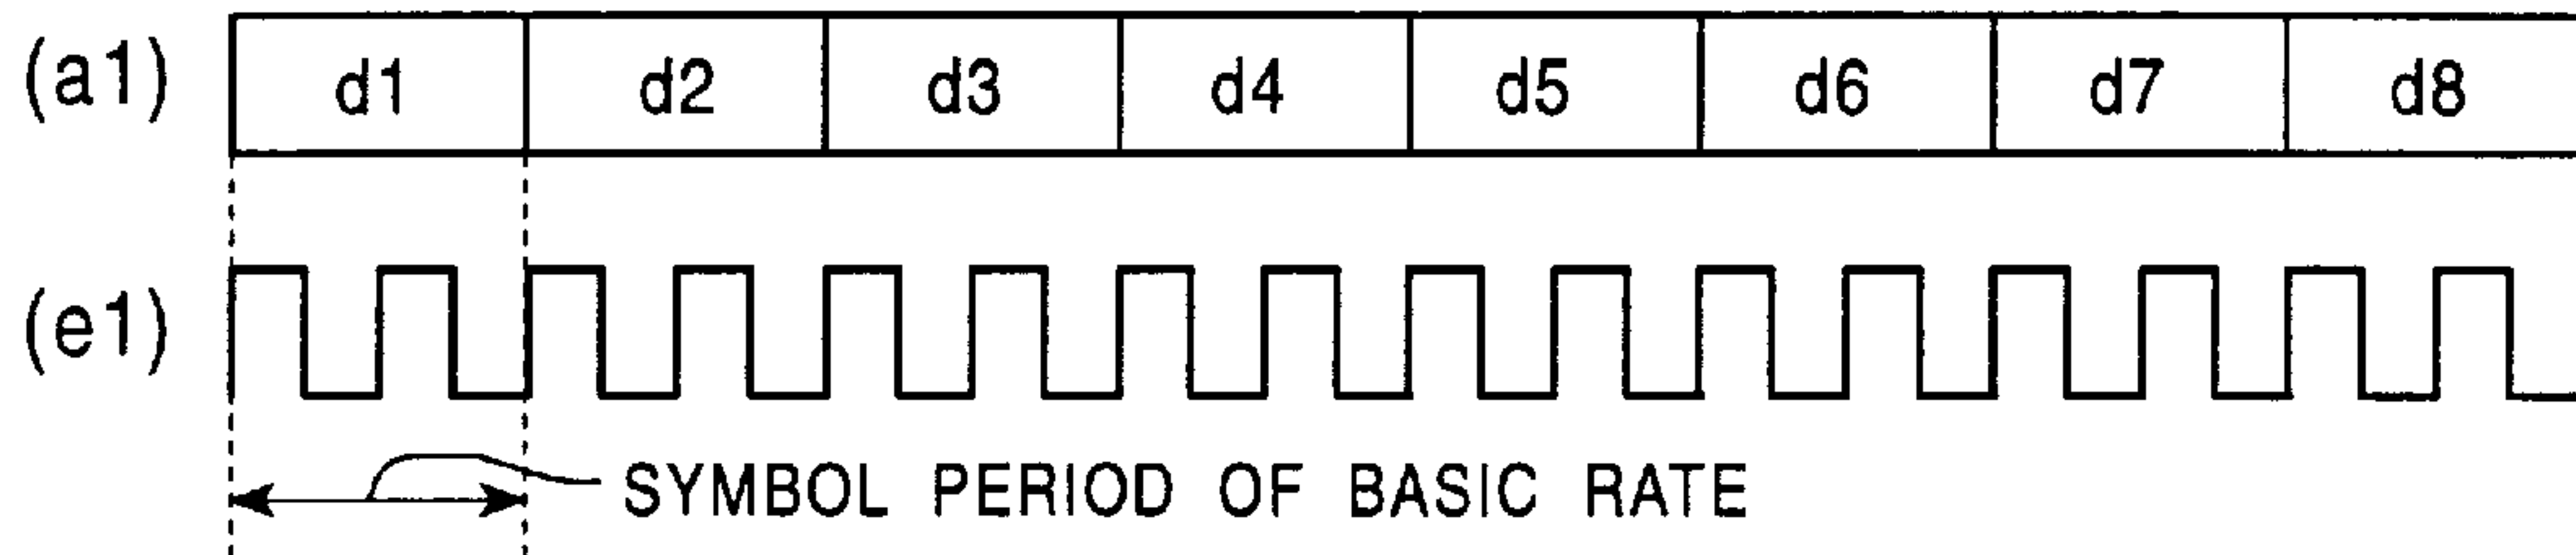 (a1) d1 d2 d3 d4 d5 d6 d7 d8
(e1)
SYMBOL PERIOD OF BASIC RATE